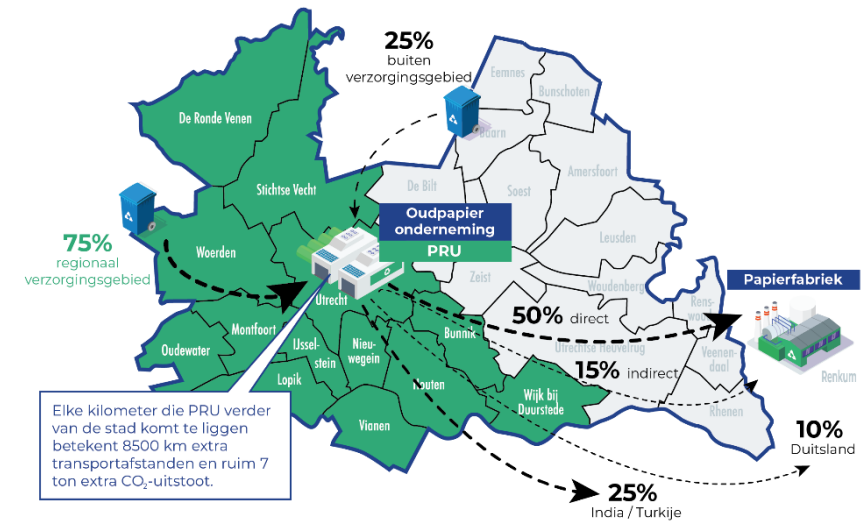 25%
buiten
verzorgingsgebied
Eemnes
Bunschoten
De Ronde Venen
Amersfoort
De Bilt
Soest
Stichtse Vecht
Oudpapier
onderneming
PRU
Leusden
75%
regionaal
verzorgingsgebied
Woerden
Zeist
Woudenberg
Papierfabriek
Utrecht
50% direct
Montfoort
IJssel-
stein
Nieu-
wegein
Bunnik
Utrechtse Heuvelrug
Veenen-
daal
Oudewater
15% indirect
Renkum
Lopik
Houten
Wijk bij
Duurstede
Rhenen
Vianen
Elke kilometer die PRU verder
van de stad komt te liggen
betekent 8500 km extra
transportafstanden en ruim 7
ton extra CO₂-uitstoot.
10%
Duitsland
25%
India / Turkije